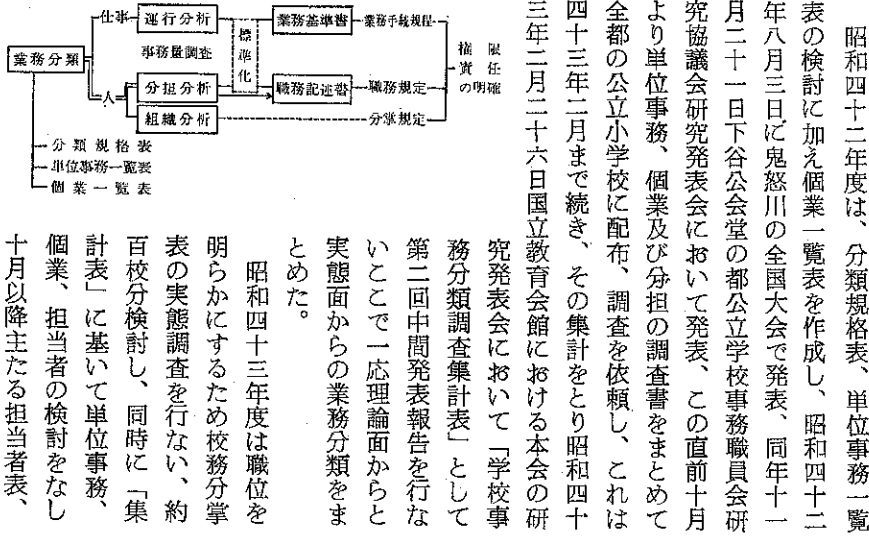 昭和四十二年度は、分類規格表、単位事務一覧
表の検討に加え個業一覧表を作成し、昭和四十二
年八月三日に鬼怒川の全国大会で発表、同年十一
月二十一日下谷公会堂の都公立学校事務職員会研
究協議会研究発表会において発表、この直前十月
より単位事務、個業及び分担の調査書をまとめて
全都の公立小学校に配布、調査を依頼し、これは
四十三年二月まで続き、その集計をとり昭和四十
三年二月二十六日国立教育会館における本会の研
究発表会において「学校事
務分類調査集計表」として
第二回中間発表報告を行な
いここで一応理論面からと
実態面からの業務分類をま
とめた。
昭和四十三年度は職位を
明らかにするため校務分掌
表の実態調査を行ない、約
百校分検討し、同時に「集
計表」に基いて単位事務、
個業、担当者の検討をなし
十月以降主たる担当者表、
業務分類
仕事
運行分析
事務量調査
人
分担分析
組織分析
標準化
業務基準書
業務手続規程
職務記述書
職務規定
分掌規定
権限
責任
の明確
分類規格表
単位事務一覧表
個業一覧表